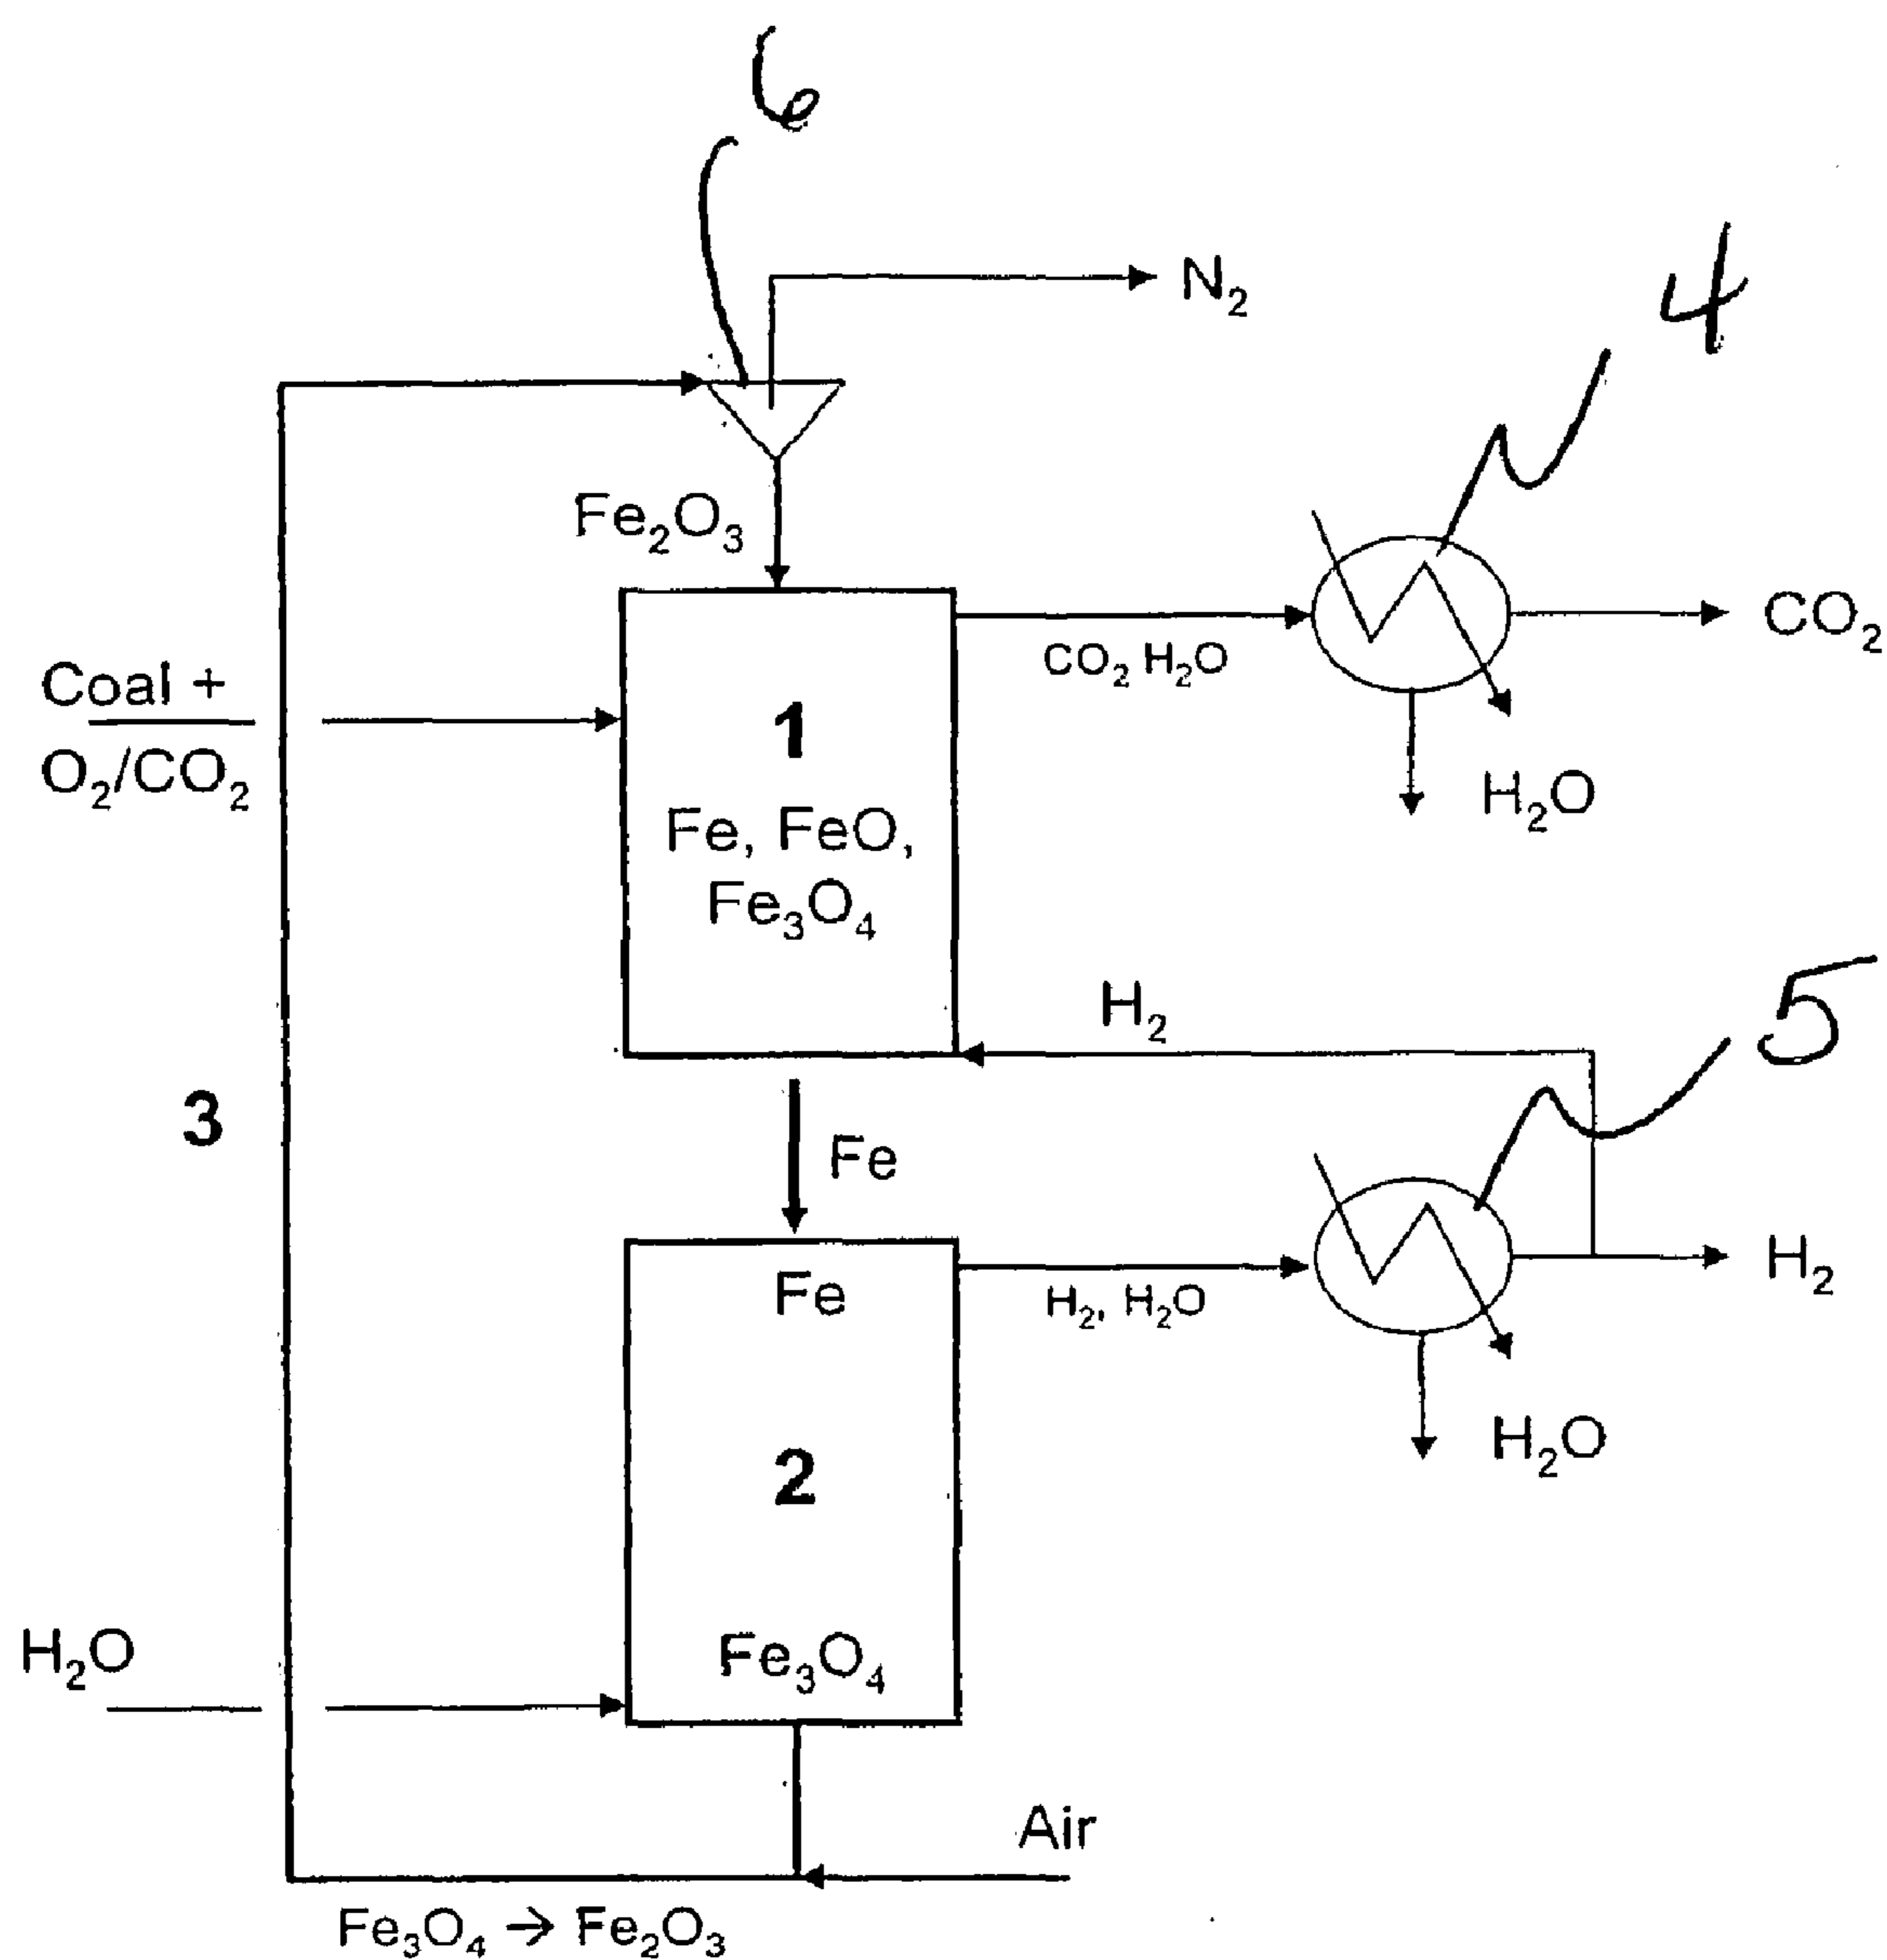 6
N₂
4
Fe₂O₃
CO₂ H₂O
CO₂
Coal +
O₂/CO₂
1
H₂O
Fe, FeO,
Fe₃O₄
H₂
5
3
Fe
Fe
H₂, H₂O
H₂
2
H₂O
H₂O
Fe₃O₄
Air
Fe₃O₄ → Fe₂O₃